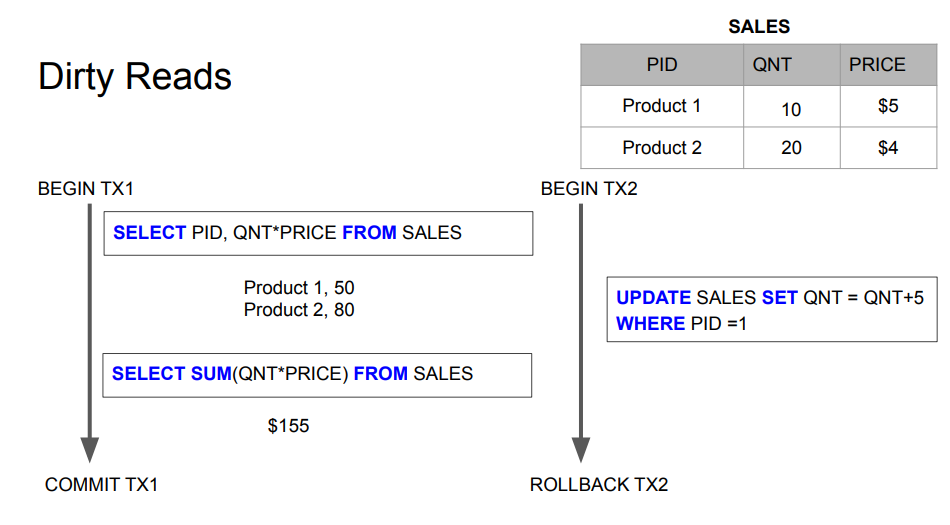 SALES
Dirty Reads
PID QNT PRICE
Product 1 10 $5
Product 2 20 $4
BEGIN TX1
BEGIN TX2
SELECT PID, QNT*PRICE FROM SALES
Product 1, 50
Product 2, 80
UPDATE SALES SET QNT = QNT+5
WHERE PID =1
SELECT SUM(QNT*PRICE) FROM SALES
$155
COMMIT TX1
ROLLBACK TX2